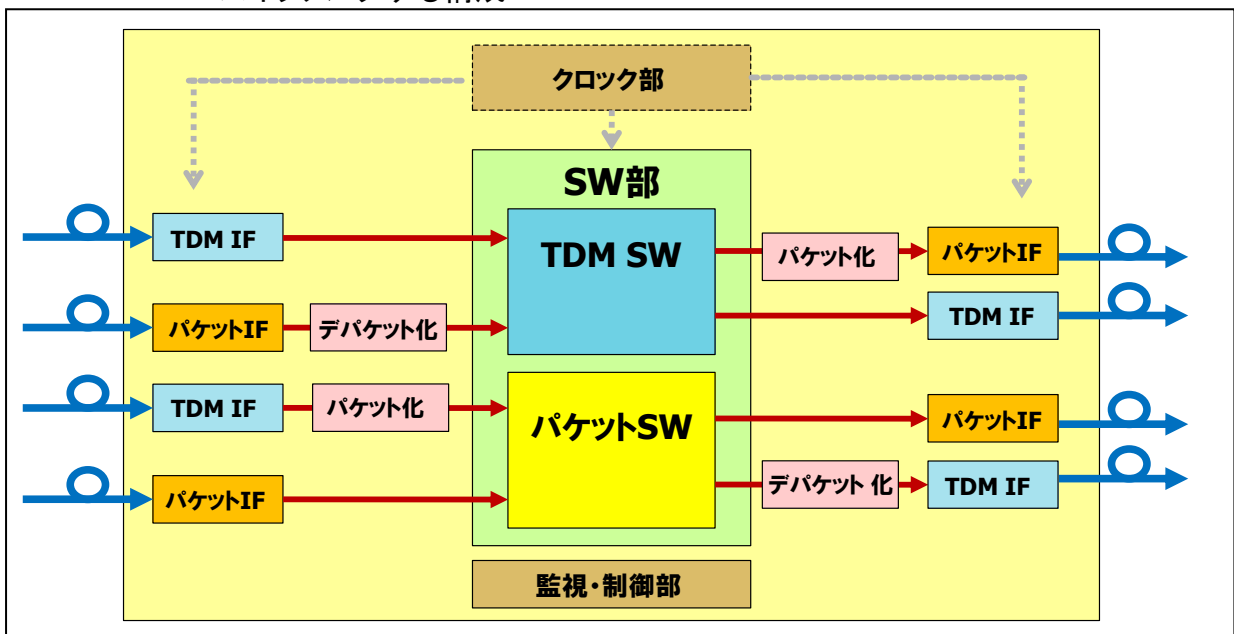 クロック部
SW部
TDM IF
TDM SW
パケット化
パケットIF
パケットIF
デパケット化
TDM IF
TDM IF
パケット化
パケットSW
パケットIF
パケットIF
デパケット 化
TDM IF
監視・制御部